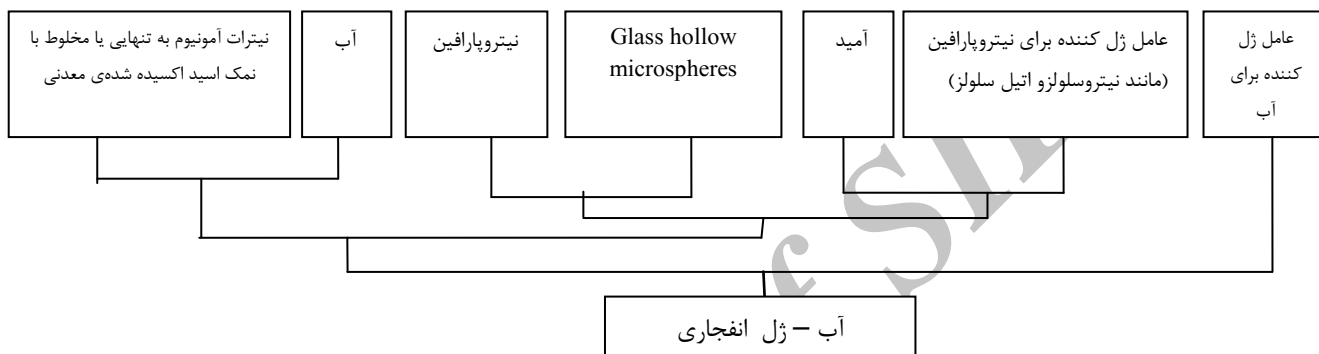 عامل ژل
کننده برای
آب
عامل ژل کننده برای نیتروپارافین
(مانند نیتروسلولزو اتیل سلولز)
آمید
Glass hollow
microspheres
نیتروپارافین
آب
نیترات آمونیوم به تنهایی یا مخلوط با
نمک اسید اکسیده شده‌ی معدنی
آب – ژل انفجاری